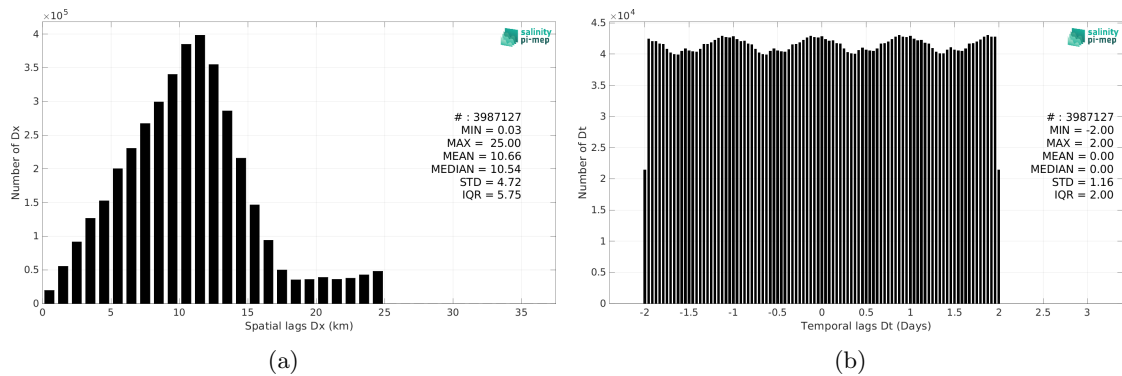 ×10⁵
4
3.5
3
2.5
2
1.5
1
0.5
0
Number of Dx
0 5 10 15 20 25 30 35
Spatial lags Dx (km)
salinity
pi-mep
# : 3987127
MIN = 0.03
MAX = 25.00
MEAN = 10.66
MEDIAN = 10.54
STD = 4.72
IQR = 5.75
(a)
×10⁴
4.5
4
3.5
3
2.5
2
1.5
1
0.5
0
Number of Dt
-2 -1.5 -1 -0.5 0 0.5 1 1.5 2 2.5 3
Temporal lags Dt (Days)
salinity
pi-mep
# : 3987127
MIN = -2.00
MAX = 2.00
MEAN = 0.00
MEDIAN = 0.00
STD = 1.16
IQR = 2.00
(b)